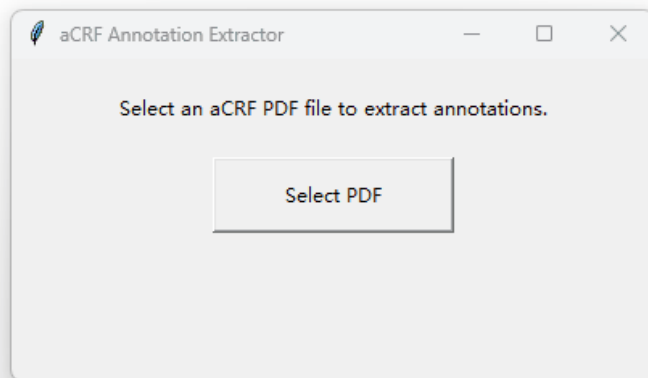 aCRF Annotation Extractor
Select an aCRF PDF file to extract annotations.
Select PDF